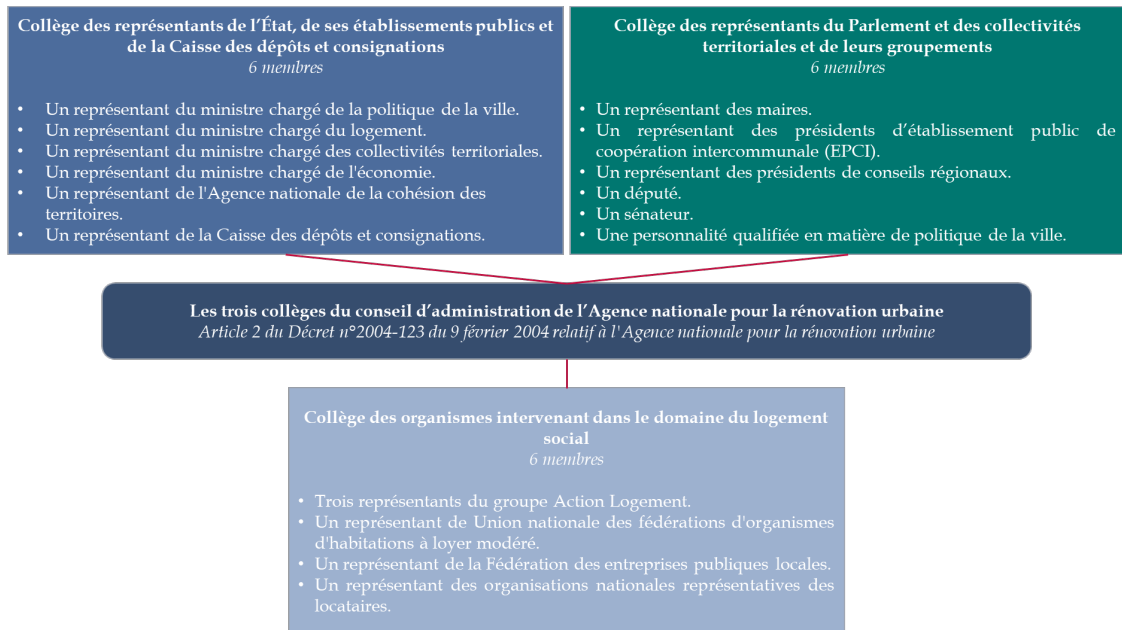 Collège des représentants de l'État, de ses établissements publics et
de la Caisse des dépôts et consignations
6 membres
• Un représentant du ministre chargé de la politique de la ville.
• Un représentant du ministre chargé du logement.
• Un représentant du ministre chargé des collectivités territoriales.
• Un représentant du ministre chargé de l'économie.
• Un représentant de l'Agence nationale de la cohésion des
territoires.
• Un représentant de la Caisse des dépôts et consignations.
Collège des représentants du Parlement et des collectivités
territoriales et de leurs groupements
6 membres
• Un représentant des maires.
• Un représentant des présidents d'établissement public de
coopération intercommunale (EPCI).
• Un représentant des présidents de conseils régionaux.
• Un député.
• Un sénateur.
• Une personnalité qualifiée en matière de politique de la ville.
Les trois collèges du conseil d'administration de l'Agence nationale pour la rénovation urbaine
Article 2 du Décret n°2004-123 du 9 février 2004 relatif à l'Agence nationale pour la rénovation urbaine
Collège des organismes intervenant dans le domaine du logement
social
6 membres
• Trois représentants du groupe Action Logement.
• Un représentant de Union nationale des fédérations d'organismes
d'habitations à loyer modéré.
• Un représentant de la Fédération des entreprises publiques locales.
• Un représentant des organisations nationales représentatives des
locataires.